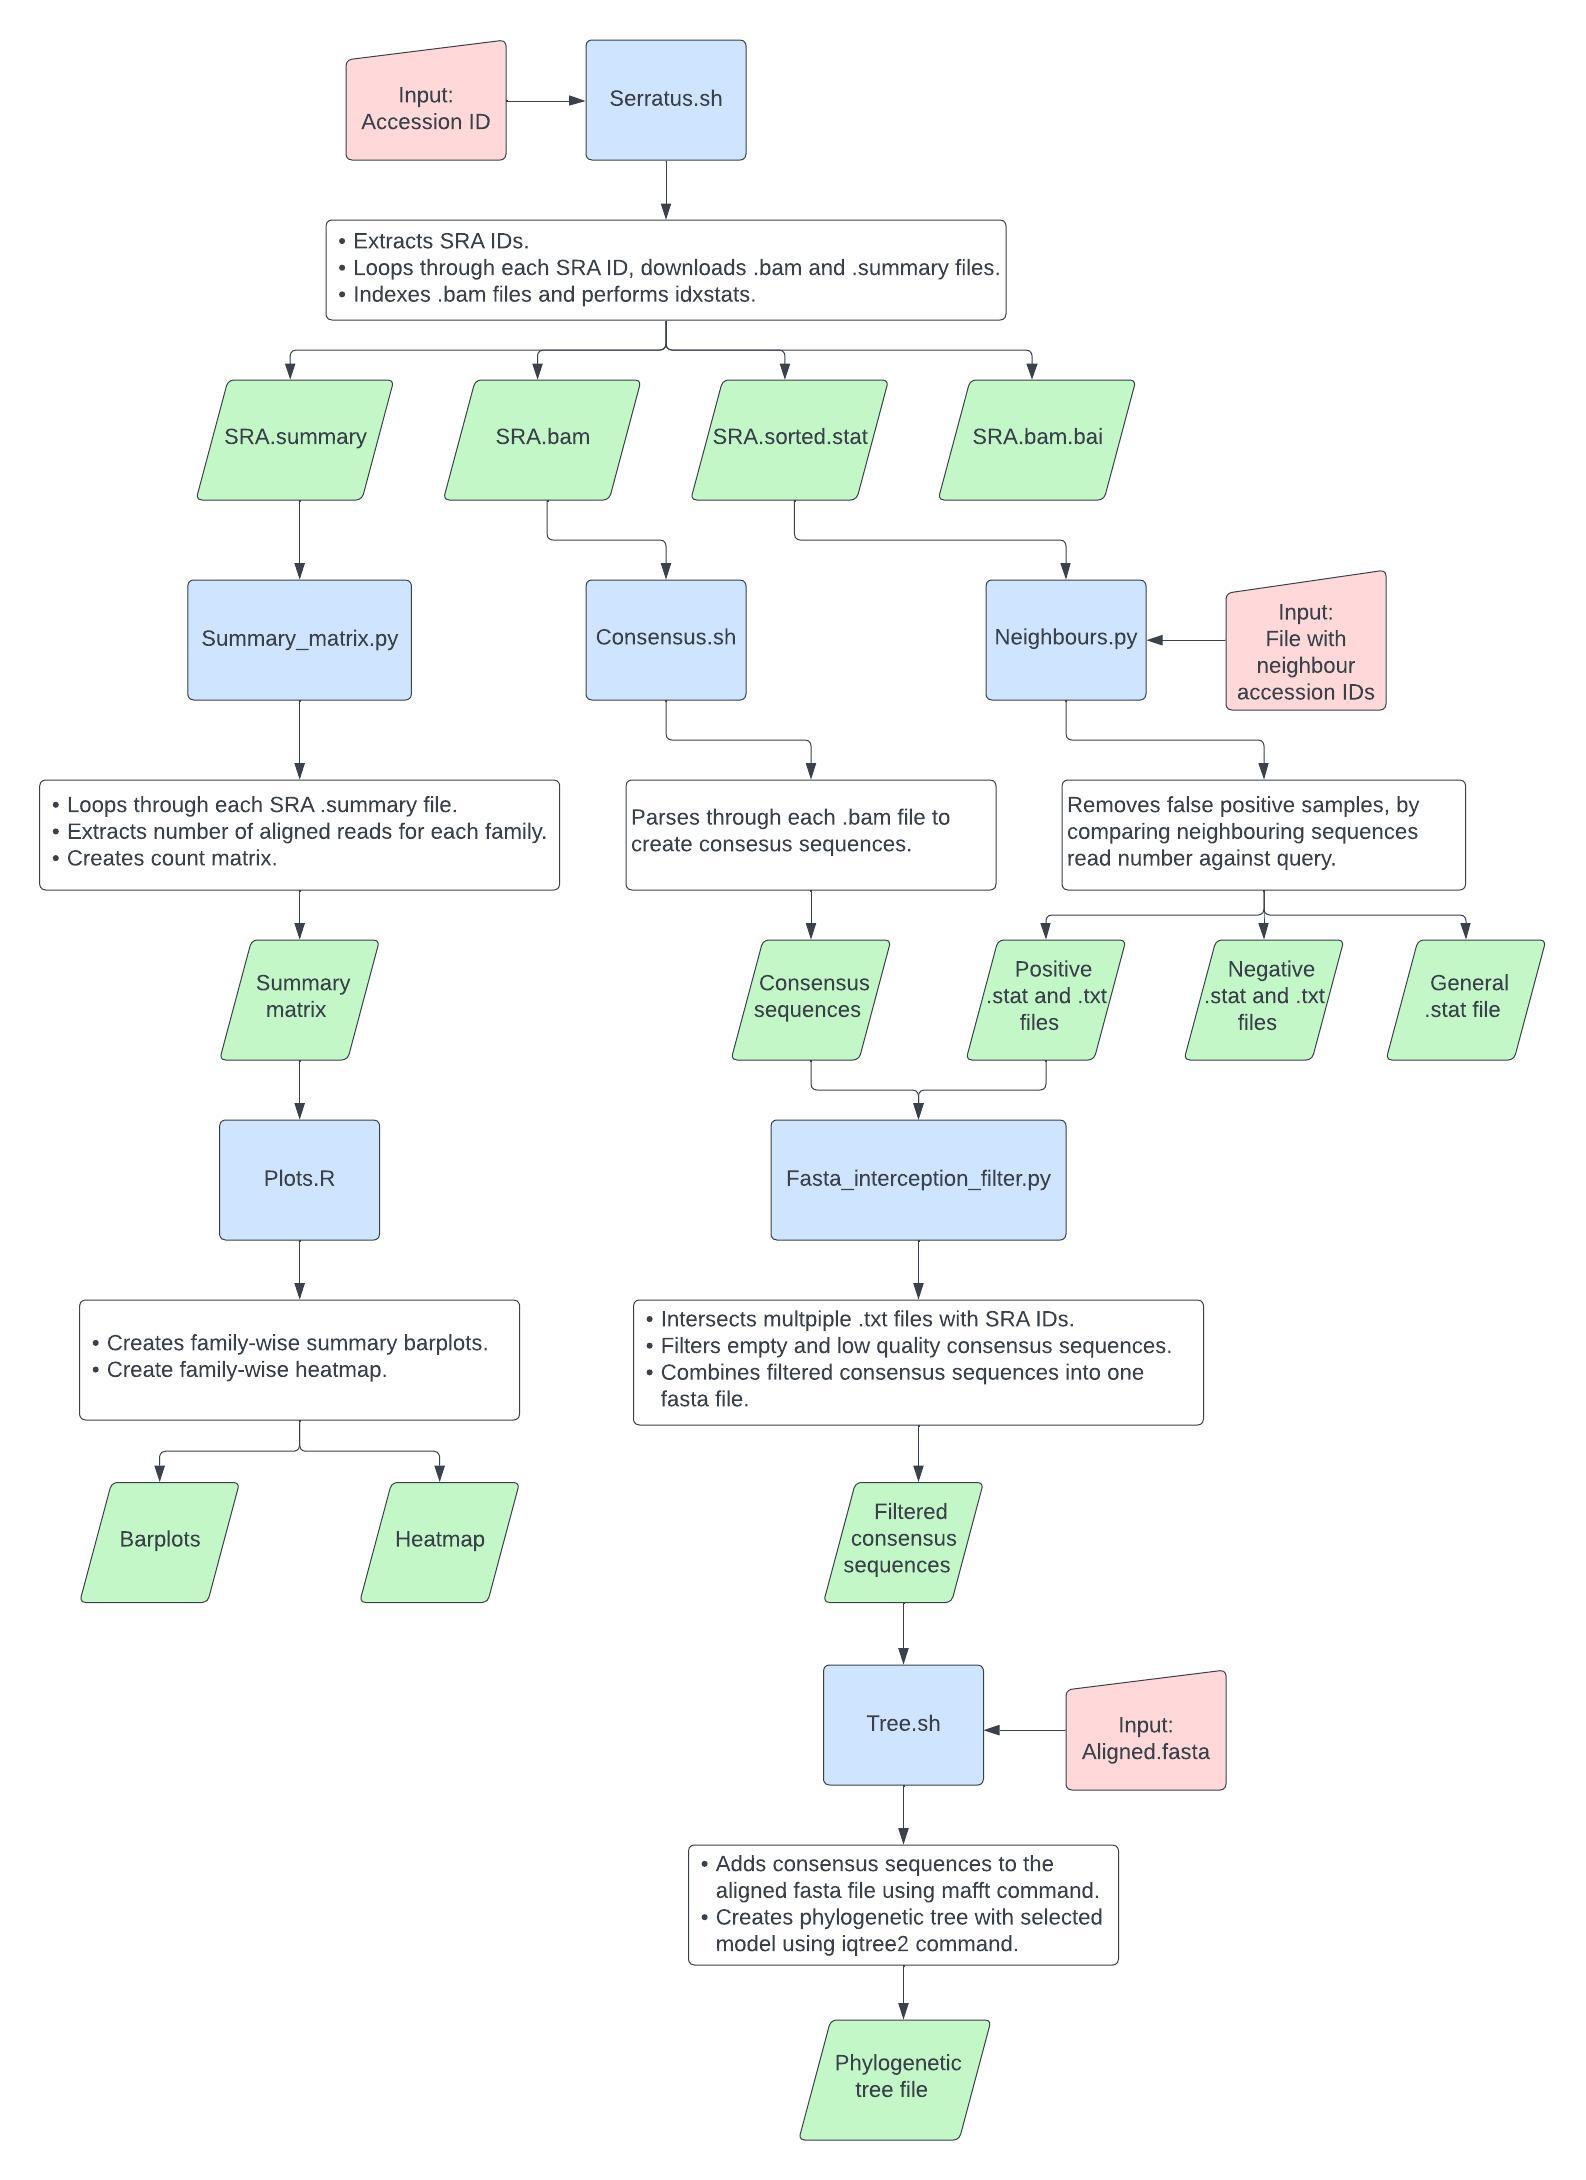 Input:
Accession ID
Serratus.sh
• Extracts SRA IDs.
• Loops through each SRA ID, downloads .bam and .summary files.
• Indexes .bam files and performs idxstats.
SRA.summary
SRA.bam
SRA.sorted.stat
SRA.bam.bai
Summary_matrix.py
Consensus.sh
Neighbours.py
Input:
File with
neighbour
accession IDs
• Loops through each SRA .summary file.
• Extracts number of aligned reads for each family.
• Creates count matrix.
Parses through each .bam file to
create consesus sequences.
Removes false positive samples, by
comparing neighbouring sequences
read number against query.
Summary
matrix
Consensus
sequences
Positive
.stat and .txt
files
Negative
.stat and .txt
files
General
.stat file
Plots.R
Fasta_interception_filter.py
• Creates family-wise summary barplots.
• Create family-wise heatmap.
• Intersects multpiple .txt files with SRA IDs.
• Filters empty and low quality consensus sequences.
• Combines filtered consensus sequences into one
fasta file.
Barplots
Heatmap
Filtered
consensus
sequences
Tree.sh
Input:
Aligned.fasta
• Adds consensus sequences to the
aligned fasta file using mafft command.
• Creates phylogenetic tree with selected
model using iqtree2 command.
Phylogenetic
tree file